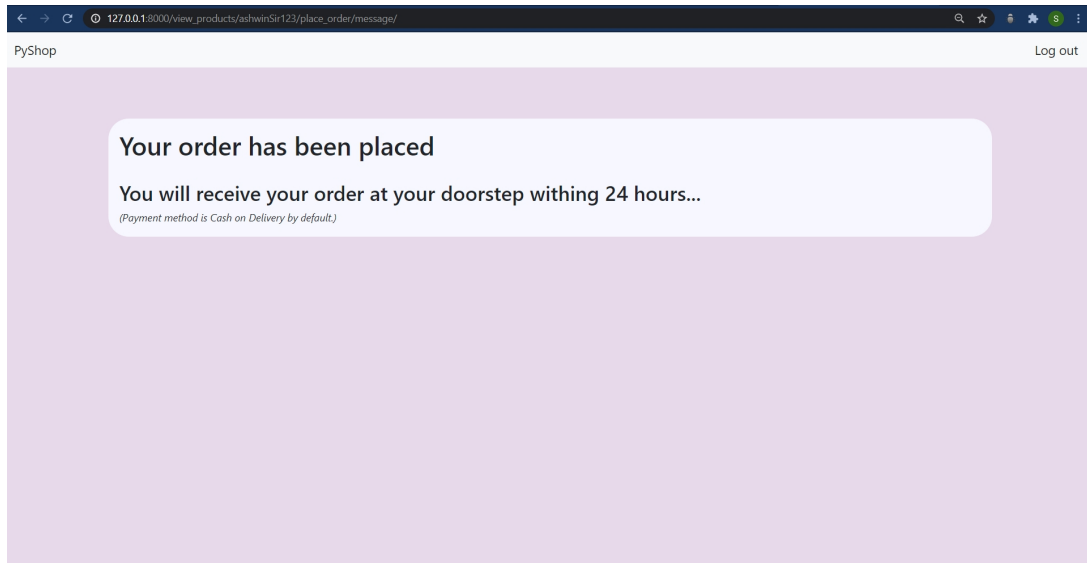 127.0.0.1:8000/view_products/ashwinSir123/place_order/message/
S
PyShop
Log out
Your order has been placed
You will receive your order at your doorstep withing 24 hours...
(Payment method is Cash on Delivery by default.)